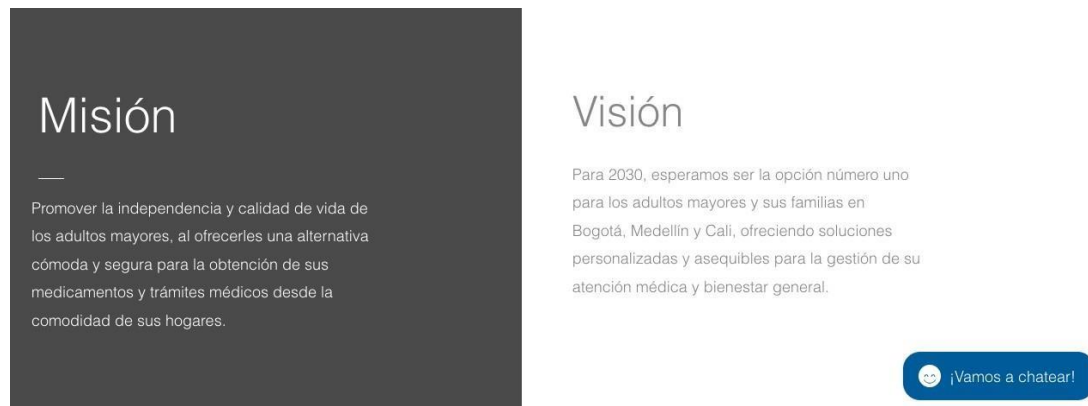 Misión
Promover la independencia y calidad de vida de
los adultos mayores, al ofrecerles una alternativa
cómoda y segura para la obtención de sus
medicamentos y trámites médicos desde la
comodidad de sus hogares.
Visión
Para 2030, esperamos ser la opción número uno
para los adultos mayores y sus familias en
Bogotá, Medellín y Cali, ofreciendo soluciones
personalizadas y asequibles para la gestión de su
atención médica y bienestar general.
¡Vamos a chatear!